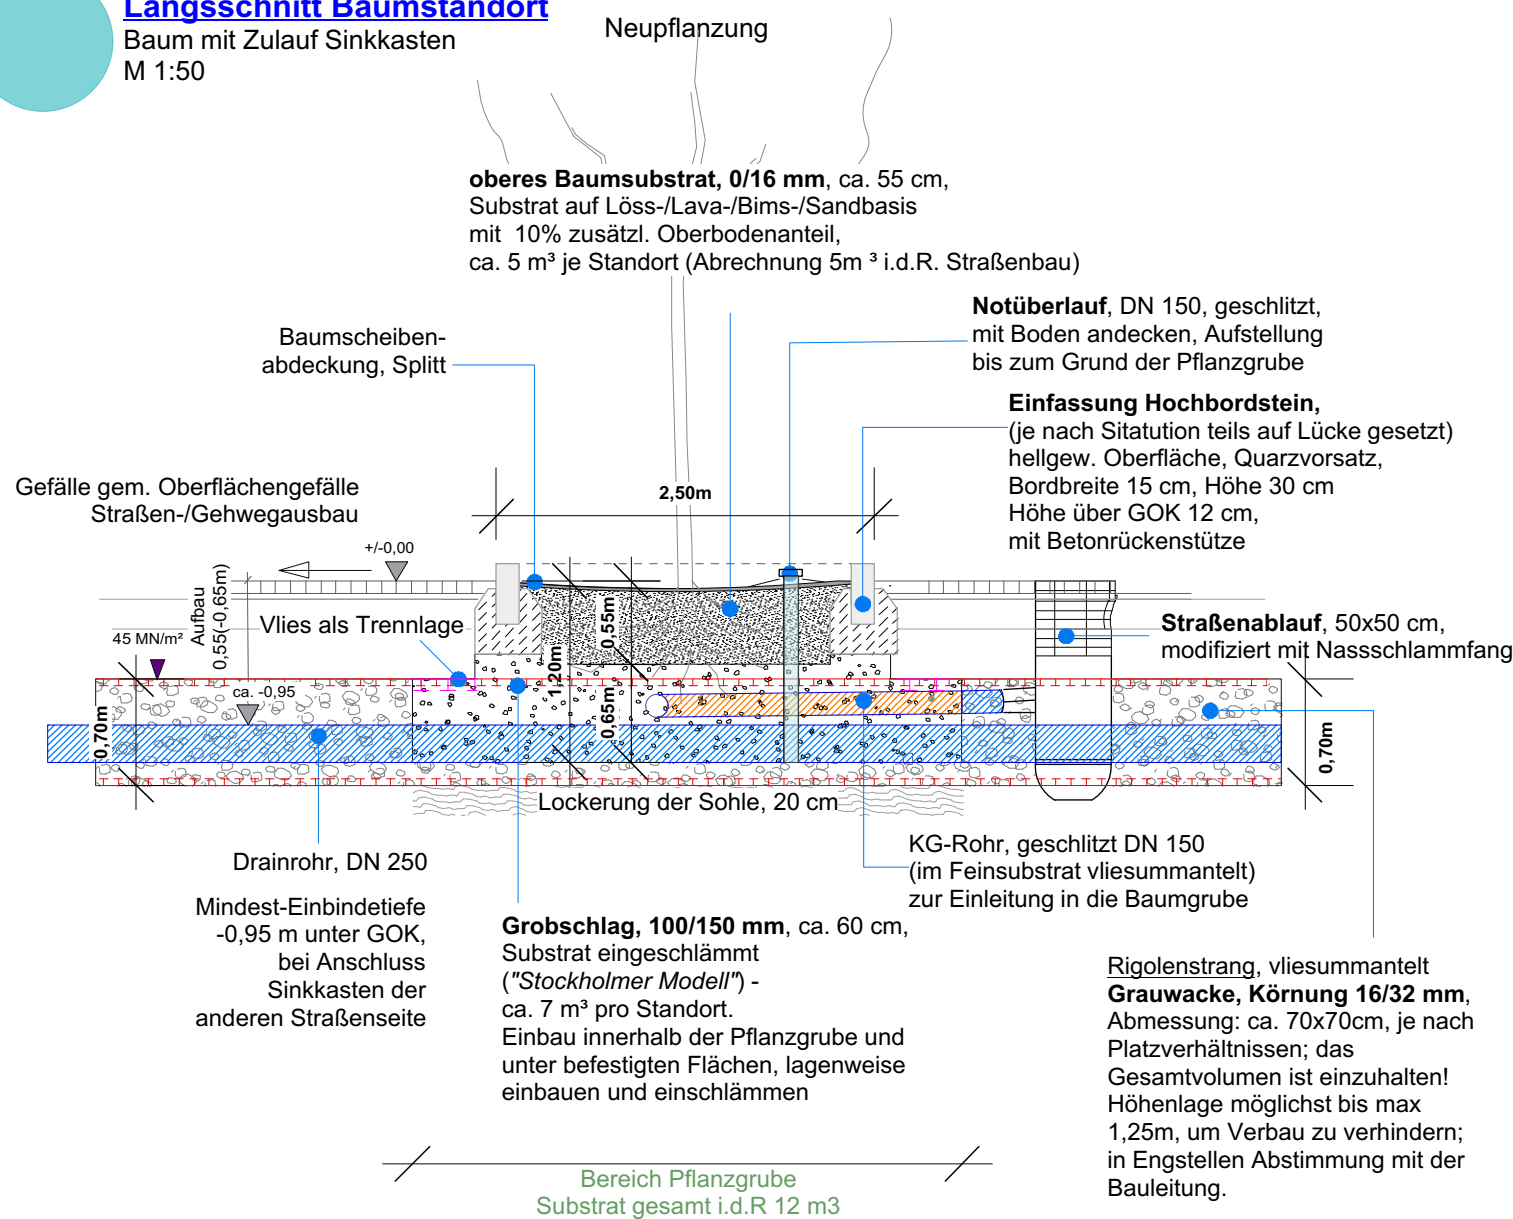 Längsschnitt Baumstandort
Baum mit Zulauf Sinkkasten
M 1:50
Neupflanzung
oberes Baumsubstrat, 0/16 mm, ca. 55 cm,
Substrat auf Löss-/Lava-/Bims-/Sandbasis
mit 10% zusätzl. Oberbodenanteil,
ca. 5 m³ je Standort (Abrechnung 5m ³ i.d.R. Straßenbau)
Notüberlauf, DN 150, geschlitzt,
mit Boden andecken, Aufstellung
bis zum Grund der Pflanzgrube
Baumscheiben-
abdeckung, Splitt
Einfassung Hochbordstein,
(je nach Sitatution teils auf Lücke gesetzt)
hellgew. Oberfläche, Quarzvorsatz,
Bordbreite 15 cm, Höhe 30 cm
Höhe über GOK 12 cm,
mit Betonrückenstütze
Gefälle gem. Oberflächengefälle
Straßen-/Gehwegausbau
2,50m
+/-0,00
Aufbau
0,55(-0,65m)
45 MN/m²
Vlies als Trennlage
0,55m
1,20m
0,65m
Straßenablauf, 50x50 cm,
modifiziert mit Nassschlammfang
ca. -0,95
0,70m
0,70m
Lockerung der Sohle, 20 cm
Drainrohr, DN 250
Mindest-Einbindetiefe
-0,95 m unter GOK,
bei Anschluss
Sinkkasten der
anderen Straßenseite
KG-Rohr, geschlitzt DN 150
(im Feinsubstrat vliesummantelt)
zur Einleitung in die Baumgrube
Grobschlag, 100/150 mm, ca. 60 cm,
Substrat eingeschlämmt
("Stockholmer Modell") -
ca. 7 m³ pro Standort.
Einbau innerhalb der Pflanzgrube und
unter befestigten Flächen, lagenweise
einbauen und einschlämmen
Rigolenstrang, vliesummantelt
Grauwacke, Körnung 16/32 mm,
Abmessung: ca. 70x70cm, je nach
Platzverhältnissen; das
Gesamtvolumen ist einzuhalten!
Höhenlage möglichst bis max
1,25m, um Verbau zu verhindern;
in Engstellen Abstimmung mit der
Bauleitung.
Bereich Pflanzgrube
Substrat gesamt i.d.R 12 m3